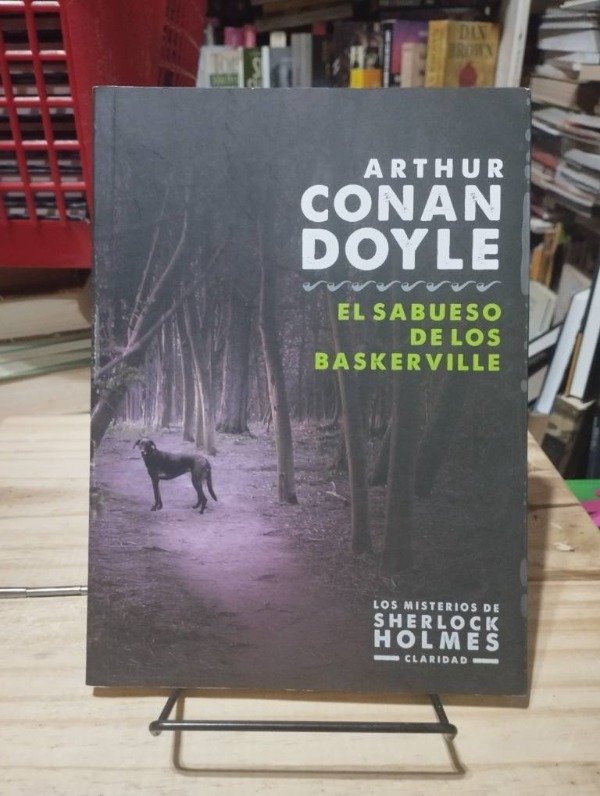 DAN
BROWN
ARTHUR
CONAN
DOYLE
EL SABUESO
DE LOS
BASKERVILLE
LOS MISTERIOS DE
SHERLOCK
HOLMES
CLARIDAD